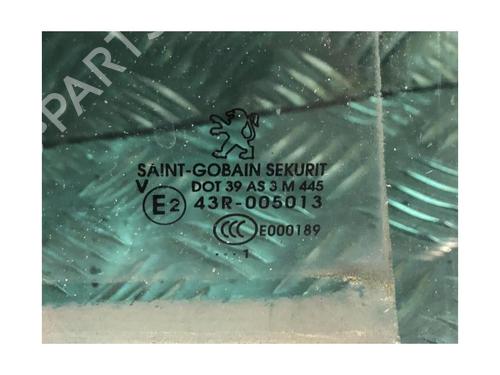 PARTS
SAINT-GOBAIN SEKURIT
V DOT 39 AS 3 M 445
E2 43R-005013
CCC E000189
.... 1